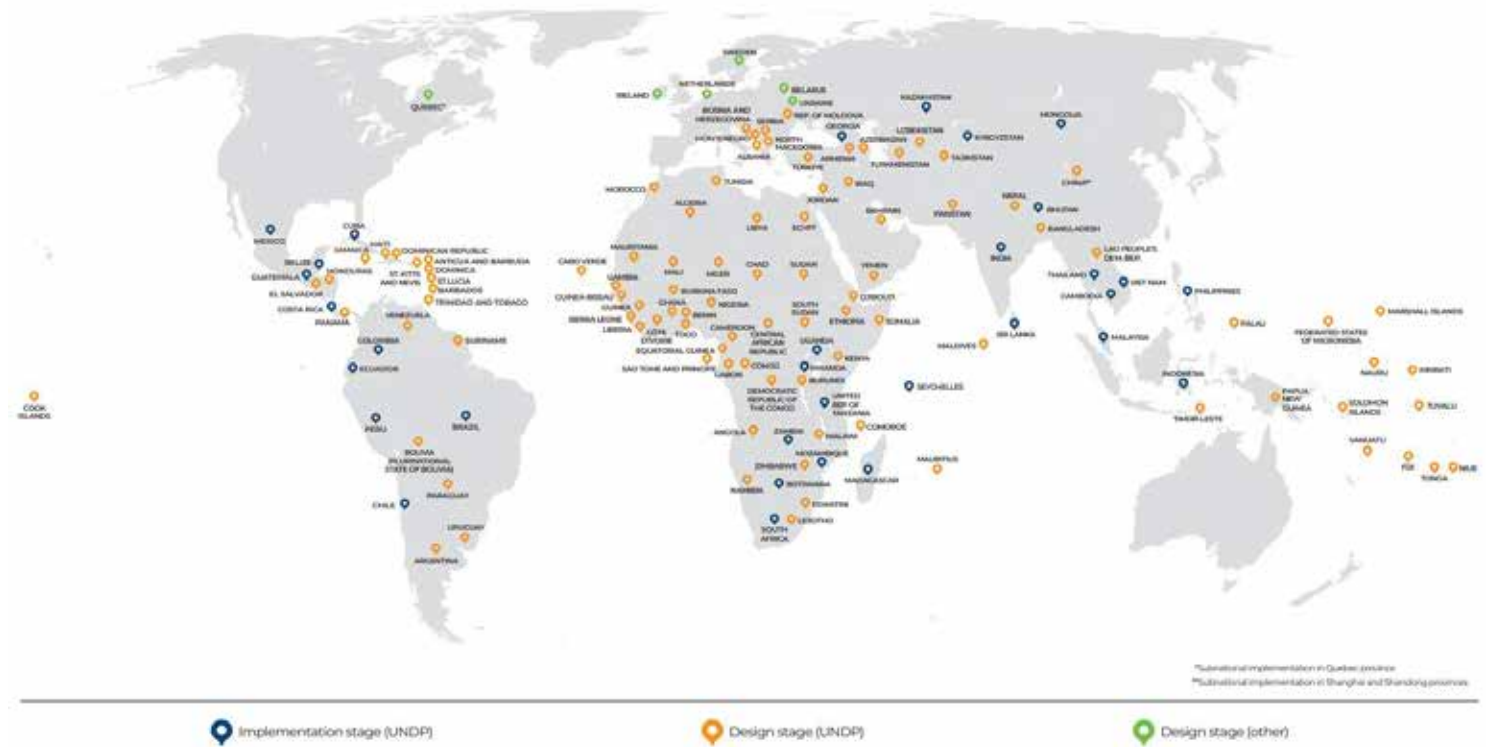 SWEDEN
QUEBEC*
IRELAND
NETHERLANDS
BELARUS
UKRAINE
BOSNIA AND
HERZEGOVINA
SERBIA
REP. OF MOLDOVA
MONTENEGRO
NORTH
MACEDONIA
ALBANIA
TÜRKIYE
GEORGIA
ARMENIA
AZERBAIJAN
KAZAKHSTAN
UZBEKISTAN
TURKMENISTAN
KYRGYZSTAN
TAJIKISTAN
MONGOLIA
CHINA**
MOROCCO
TUNISIA
ALGERIA
LIBYA
EGYPT
JORDAN
IRAQ
BAHRAIN
PAKISTAN
NEPAL
BHUTAN
BANGLADESH
INDIA
LAO PEOPLE'S
DEM. REP.
THAILAND
VIET NAM
CAMBODIA
PHILIPPINES
SRI LANKA
MALDIVES
MALAYSIA
INDONESIA
TIMOR-LESTE
PAPUA
NEW
GUINEA
PALAU
FEDERATED STATES
OF MICRONESIA
MARSHALL ISLANDS
NAURU
KIRIBATI
SOLOMON
ISLANDS
TUVALU
VANUATU
FIJI
TONGA
NIUE
MEXICO
CUBA
JAMAICA
HAITI
DOMINICAN REPUBLIC
BELIZE
GUATEMALA
HONDURAS
EL SALVADOR
COSTA RICA
PANAMA
ST. KITTS
AND NEVIS
ANTIGUA AND BARBUDA
DOMINICA
ST.LUCIA
BARBADOS
TRINIDAD AND TOBAGO
VENEZUELA
COLOMBIA
SURINAME
ECUADOR
PERU
BRAZIL
BOLIVIA
(PLURINATIONAL
STATE OF BOLIVIA)
PARAGUAY
CHILE
URUGUAY
ARGENTINA
COOK
ISLANDS
CABO VERDE
MAURITANIA
MALI
NIGER
CHAD
SUDAN
YEMEN
GAMBIA
GUINEA-BISSAU
GUINEA
SIERRA LEONE
LIBERIA
BURKINA FASO
GHANA
BENIN
CÔTE
D'IVOIRE
TOGO
NIGERIA
CAMEROON
CENTRAL
AFRICAN
REPUBLIC
SOUTH
SUDAN
ETHIOPIA
DJIBOUTI
SOMALIA
EQUATORIAL GUINEA
SAO TOME AND PRINCIPE
GABON
CONGO
DEMOCRATIC
REPUBLIC OF
THE CONGO
UGANDA
KENYA
RWANDA
BURUNDI
UNITED
REP. OF
TANZANIA
SEYCHELLES
COMOROS
ANGOLA
ZAMBIA
MALAWI
MOZAMBIQUE
ZIMBABWE
NAMIBIA
BOTSWANA
MADAGASCAR
MAURITIUS
ESWATINI
SOUTH
AFRICA
LESOTHO
*Subnational implementation in Quebec province
**Subnational implementation in Shanghai and Shandong provinces
Implementation stage (UNDP)
Design stage (UNDP)
Design stage (other)